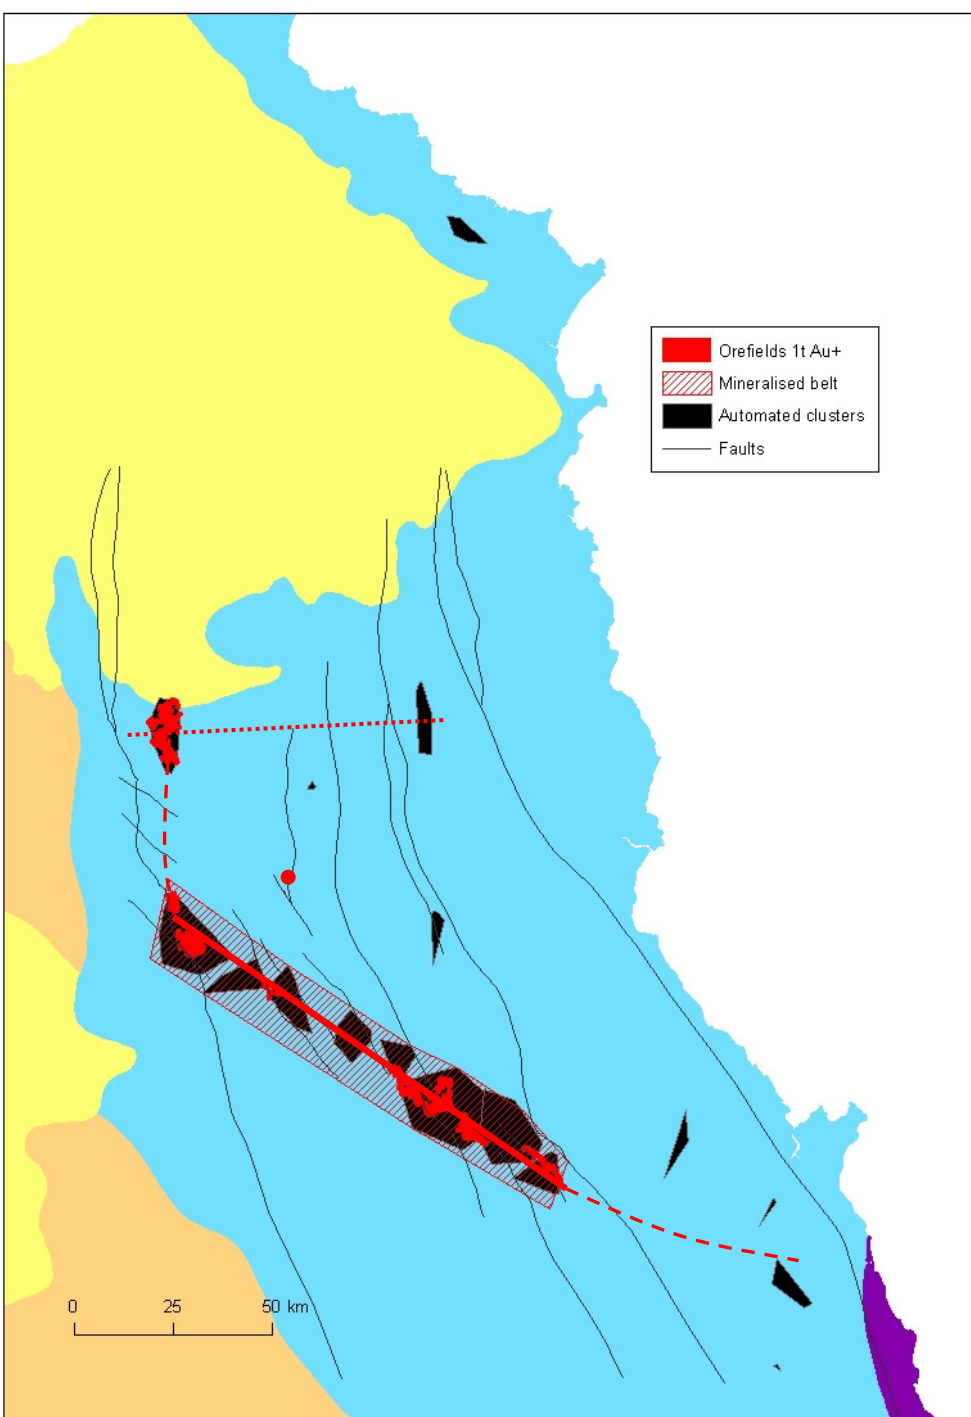 Orefields 1t Au+
Mineralised belt
Automated clusters
Faults
0 25 50 km